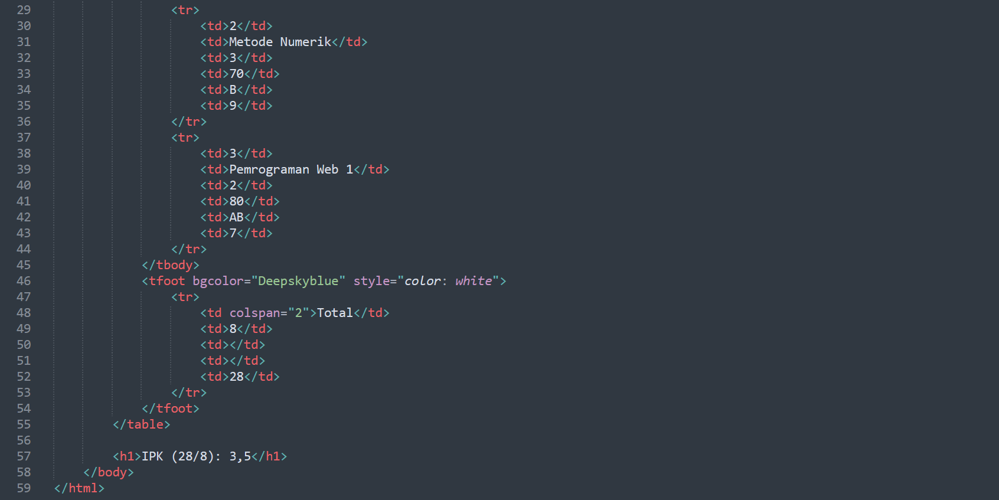 29 <tr>
30 <td>2</td>
31 <td>Metode Numerik</td>
32 <td>3</td>
33 <td>70</td>
34 <td>B</td>
35 <td>9</td>
36 </tr>
37 <tr>
38 <td>3</td>
39 <td>Pemrograman Web 1</td>
40 <td>2</td>
41 <td>80</td>
42 <td>AB</td>
43 <td>7</td>
44 </tr>
45 </tbody>
46 <tfoot bgcolor="Deepskyblue" style="color: white">
47 <tr>
48 <td colspan="2">Total</td>
49 <td>8</td>
50 <td></td>
51 <td></td>
52 <td>28</td>
53 </tr>
54 </tfoot>
55 </table>
56
57 <h1>IPK (28/8): 3,5</h1>
58 </body>
59 </html>